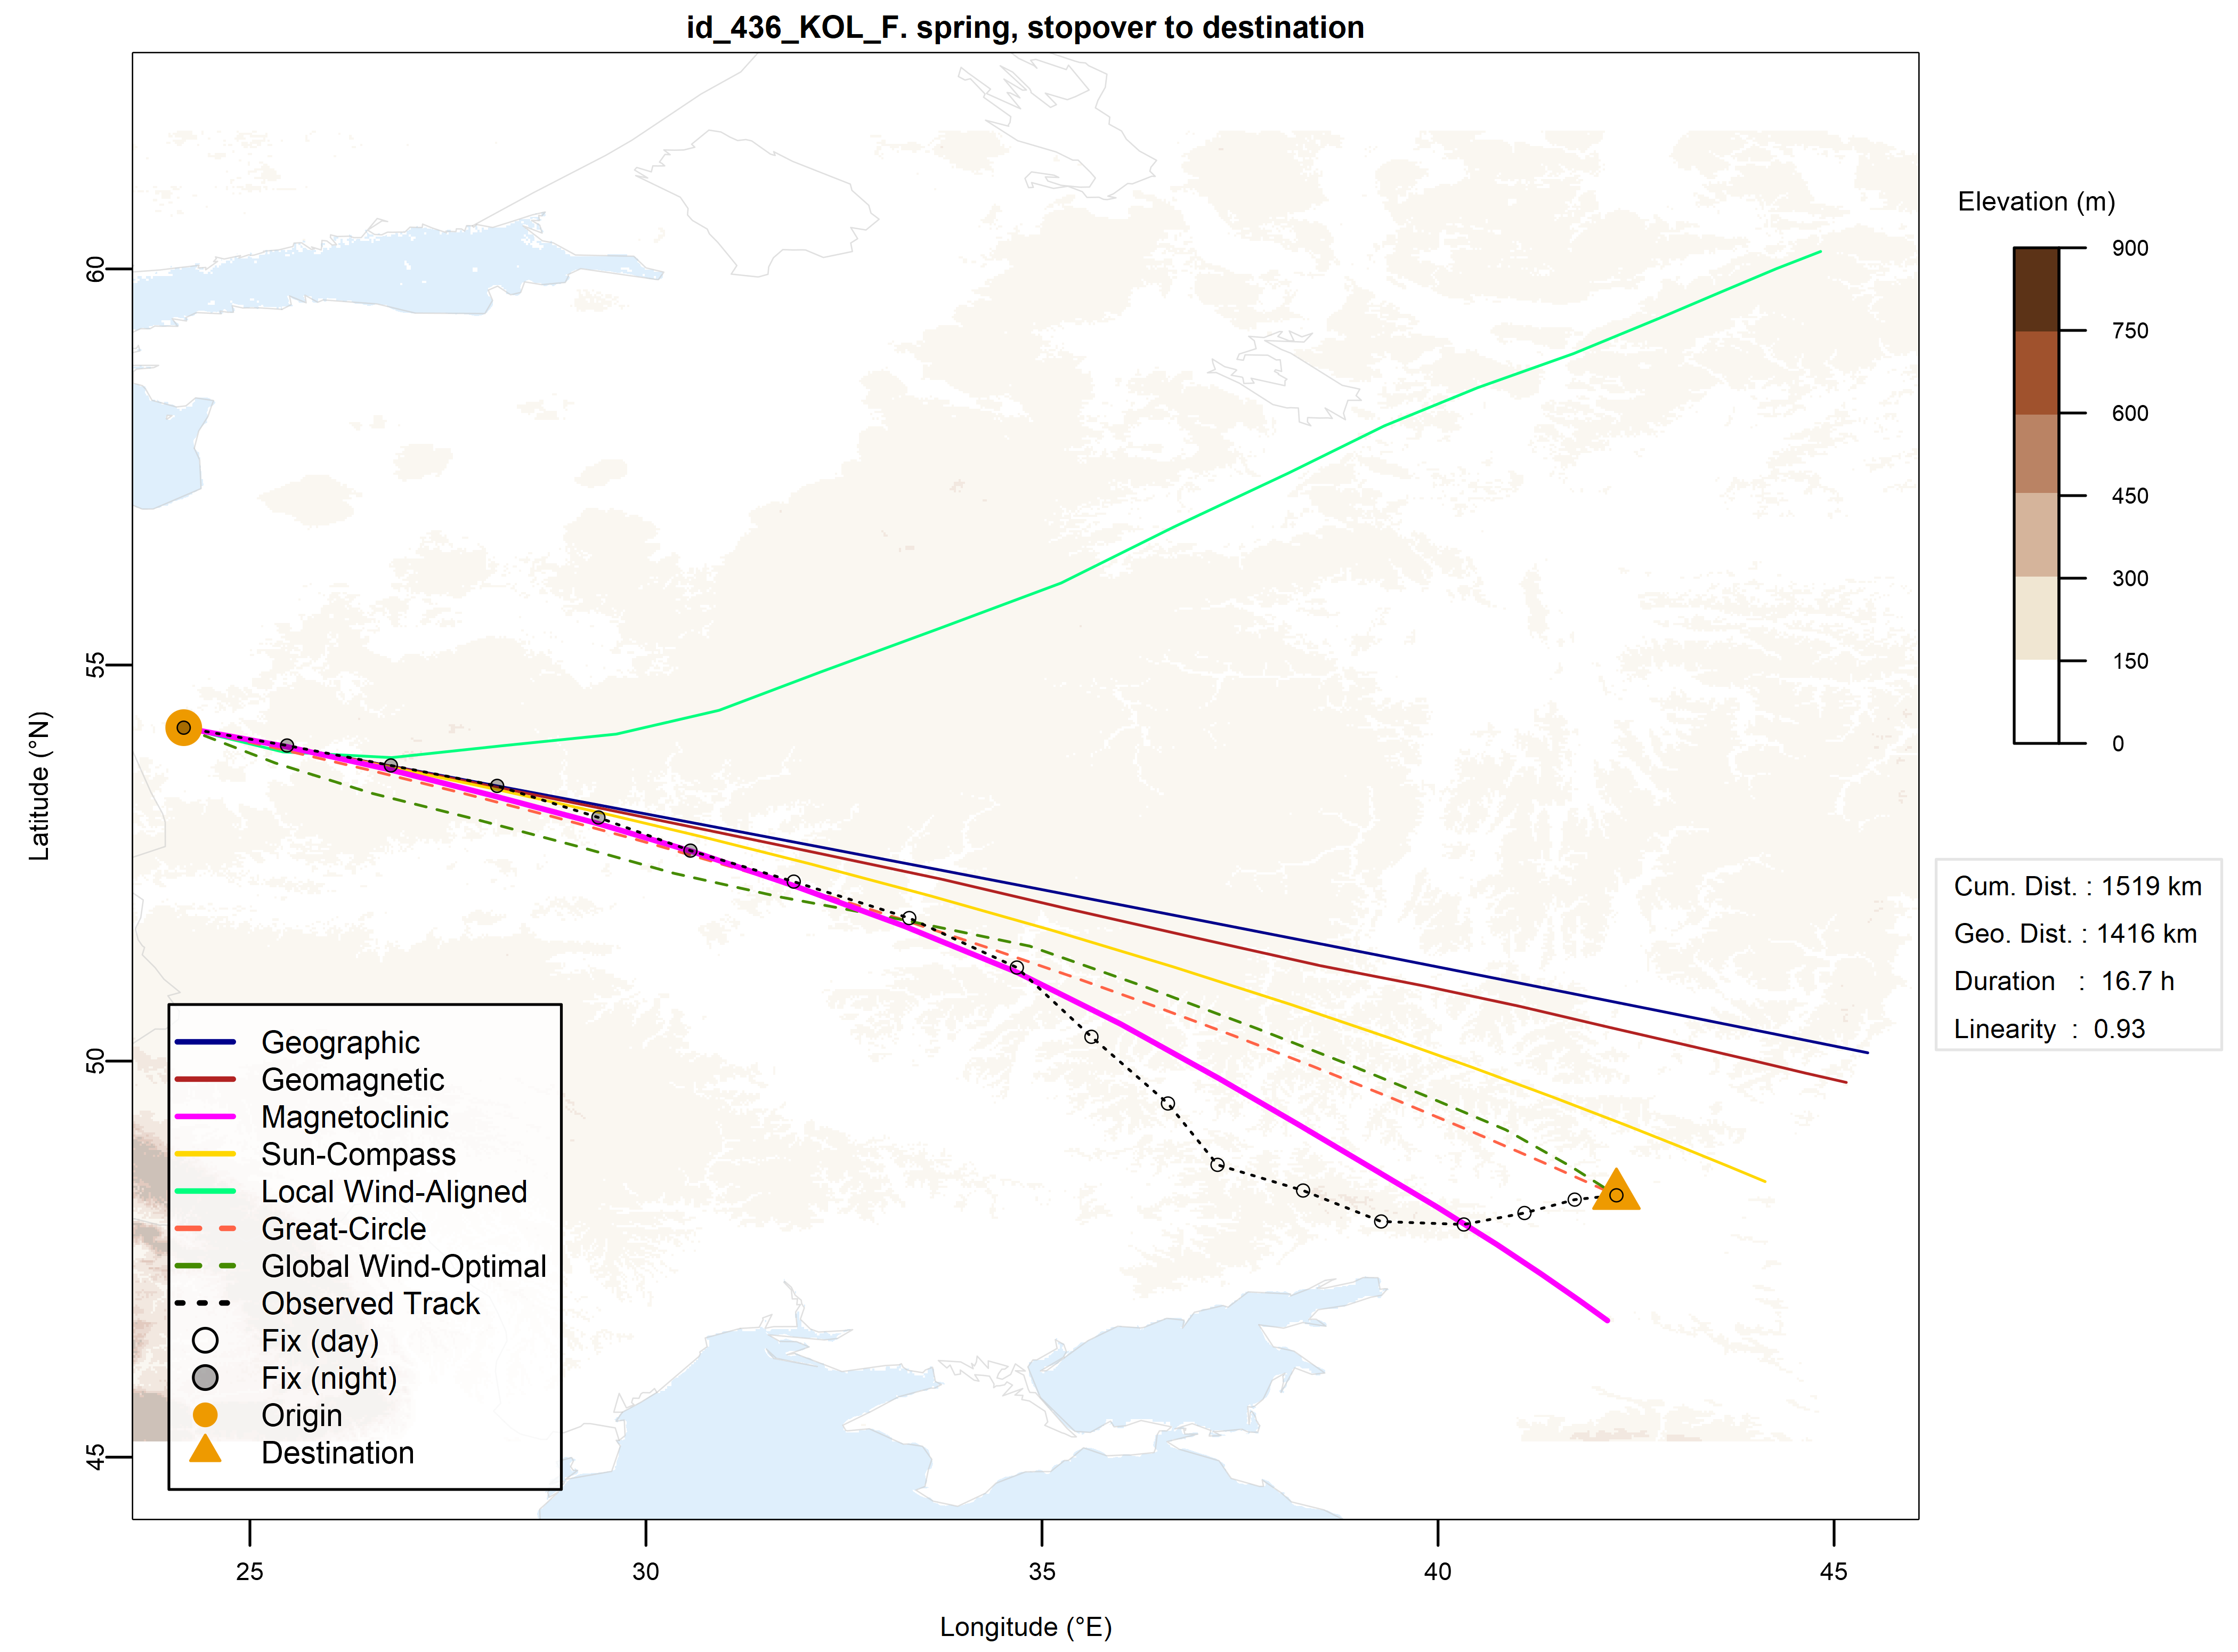 id_436_KOL_F. spring, stopover to destination
Elevation (m)
900
750
600
450
300
150
0
Latitude (°N)
60
55
50
45
Cum. Dist. : 1519 km
Geo. Dist. : 1416 km
Duration : 16.7 h
Linearity : 0.93
Geographic
Geomagnetic
Magnetoclinic
Sun-Compass
Local Wind-Aligned
Great-Circle
Global Wind-Optimal
Observed Track
Fix (day)
Fix (night)
Origin
Destination
25 30 35 40 45
Longitude (°E)